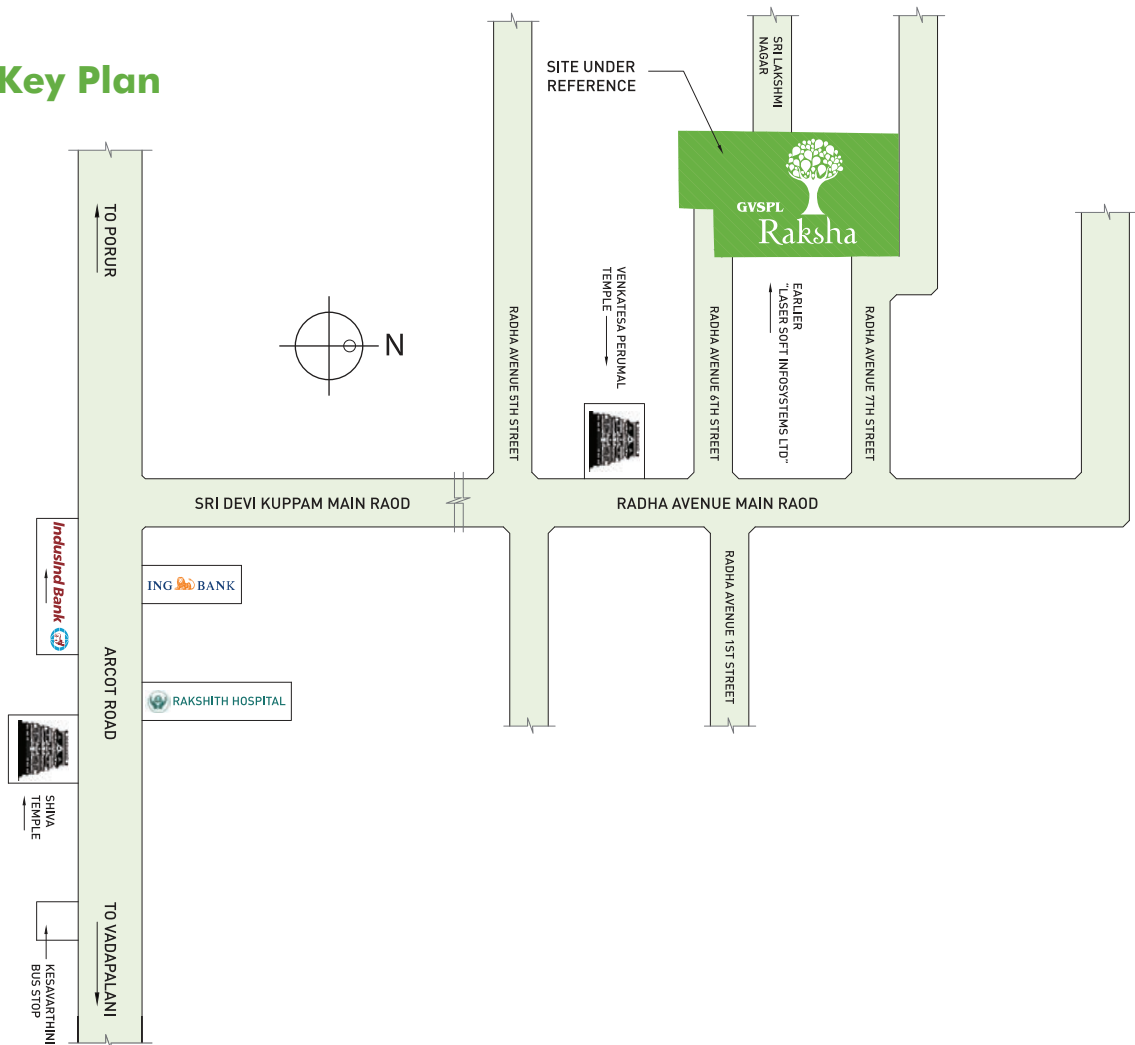 Key Plan
SITE UNDER
REFERENCE
SRI LAKSHMI
NAGAR
GVSPL
Raksha
TO PORUR
N
RADHA AVENUE 5TH STREET
VENKATESA PERUMAL
TEMPLE
RADHA AVENUE 6TH STREET
EARLIER
"LASER SOFT INFOSYSTEMS LTD"
RADHA AVENUE 7TH STREET
SRI DEVI KUPPAM MAIN RAOD
RADHA AVENUE MAIN RAOD
IndusInd Bank
ING BANK
RADHA AVENUE 1ST STREET
ARCOT ROAD
RAKSHITH HOSPITAL
SHIVA
TEMPLE
TO VADAPALANI
KESAVARTHINI
BUS STOP